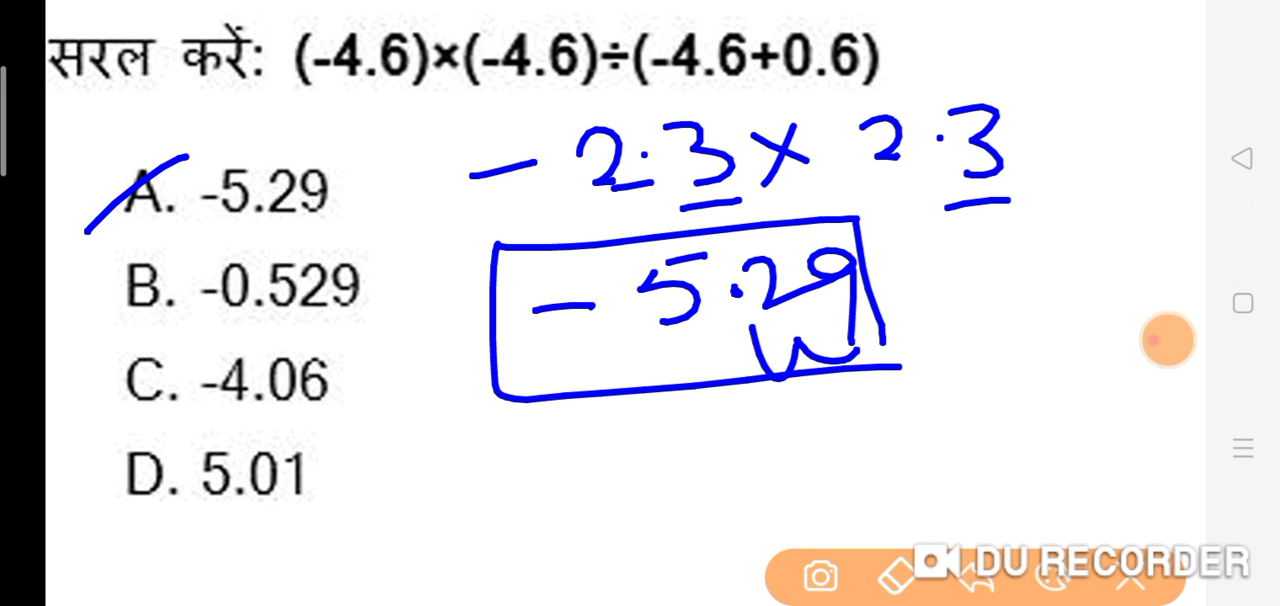 सरल करें: (-4.6)×(-4.6)÷(-4.6+0.6)
- 2.3 × 2.3
A. -5.29
- 5.29
B. -0.529
C. -4.06
D. 5.01
DU RECORDER